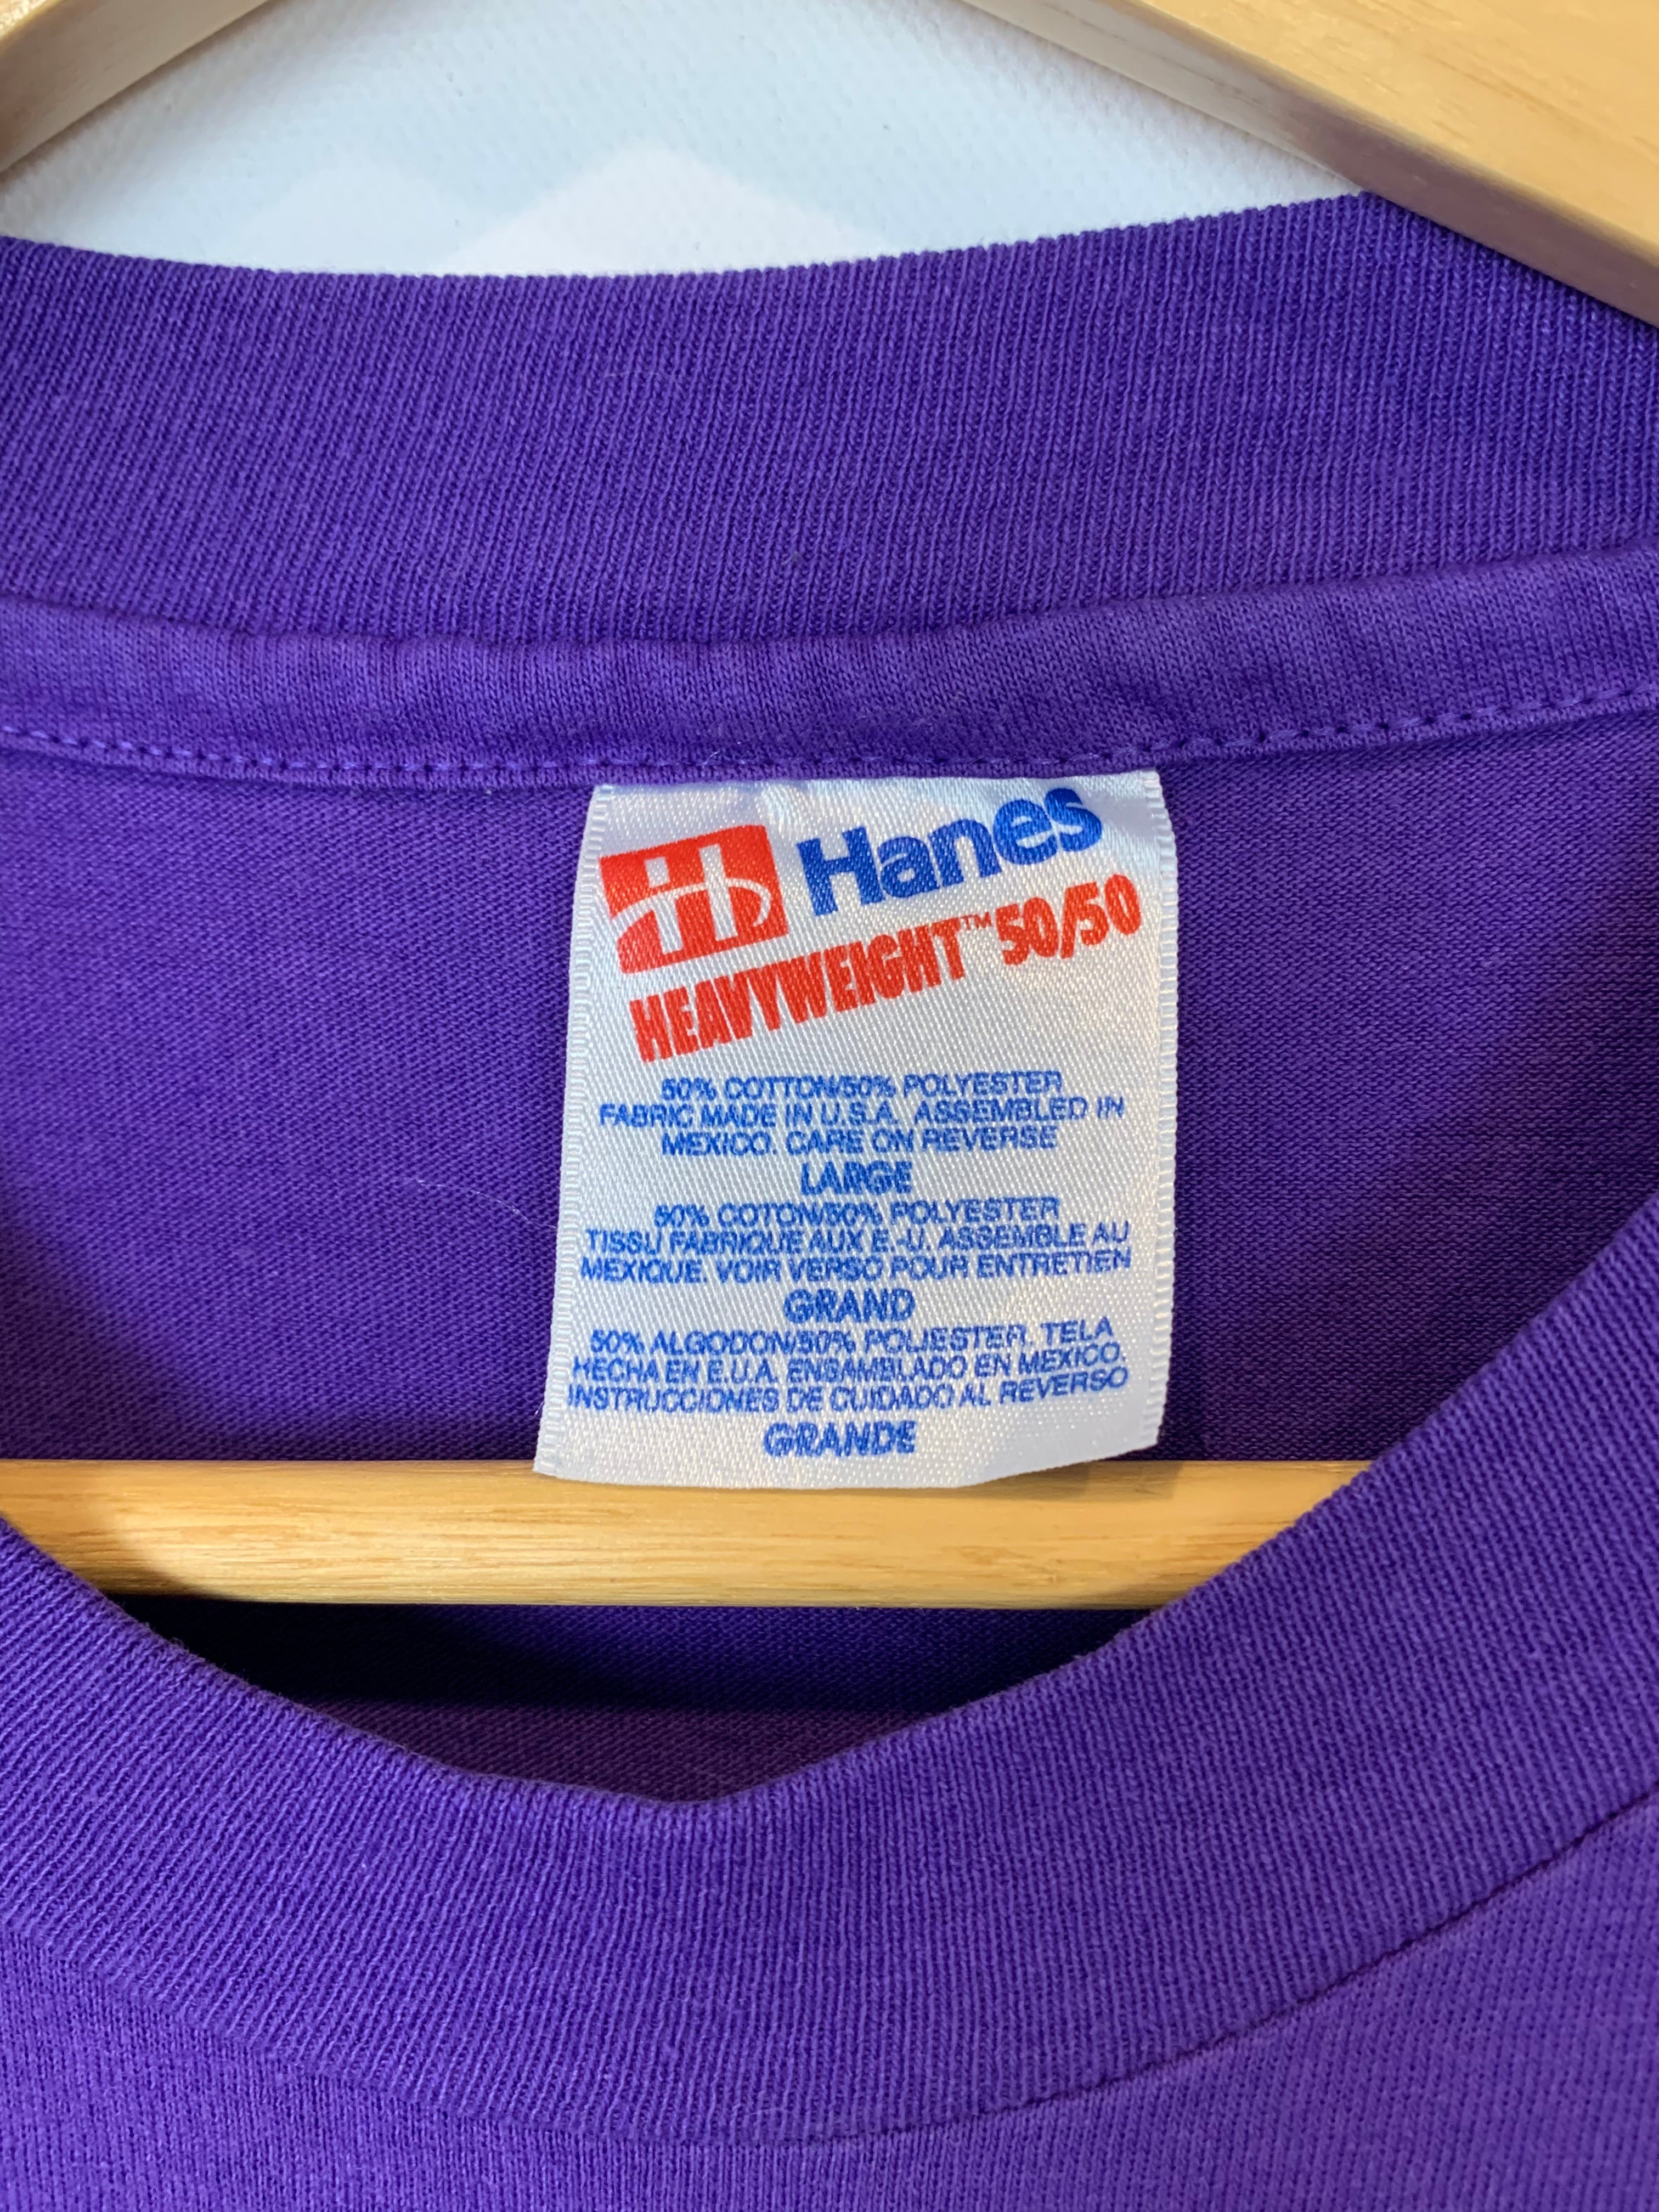 Hanes
HEAVYWEIGHT™ 50/50
50% COTTON/50% POLYESTER
FABRIC MADE IN U.S.A. ASSEMBLED IN
MEXICO. CARE ON REVERSE
LARGE
50% COTON/50% POLYESTER
TISSU FABRIQUE AUX E.-U. ASSEMBLE AU
MEXIQUE. VOIR VERSO POUR ENTRETIEN
GRAND
50% ALGODON/50% POLIESTER. TELA
HECHA EN E.U.A. ENSAMBLADO EN MEXICO.
INSTRUCCIONES DE CUIDADO AL REVERSO
GRANDE